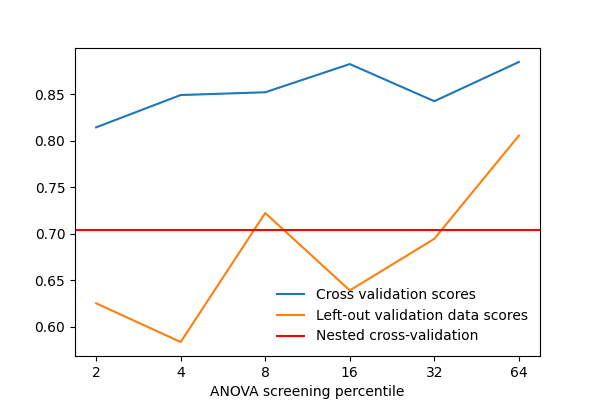 0.85
0.80
0.75
0.70
0.65
0.60
Cross validation scores
Left-out validation data scores
Nested cross-validation
2 4 8 16 32 64
ANOVA screening percentile